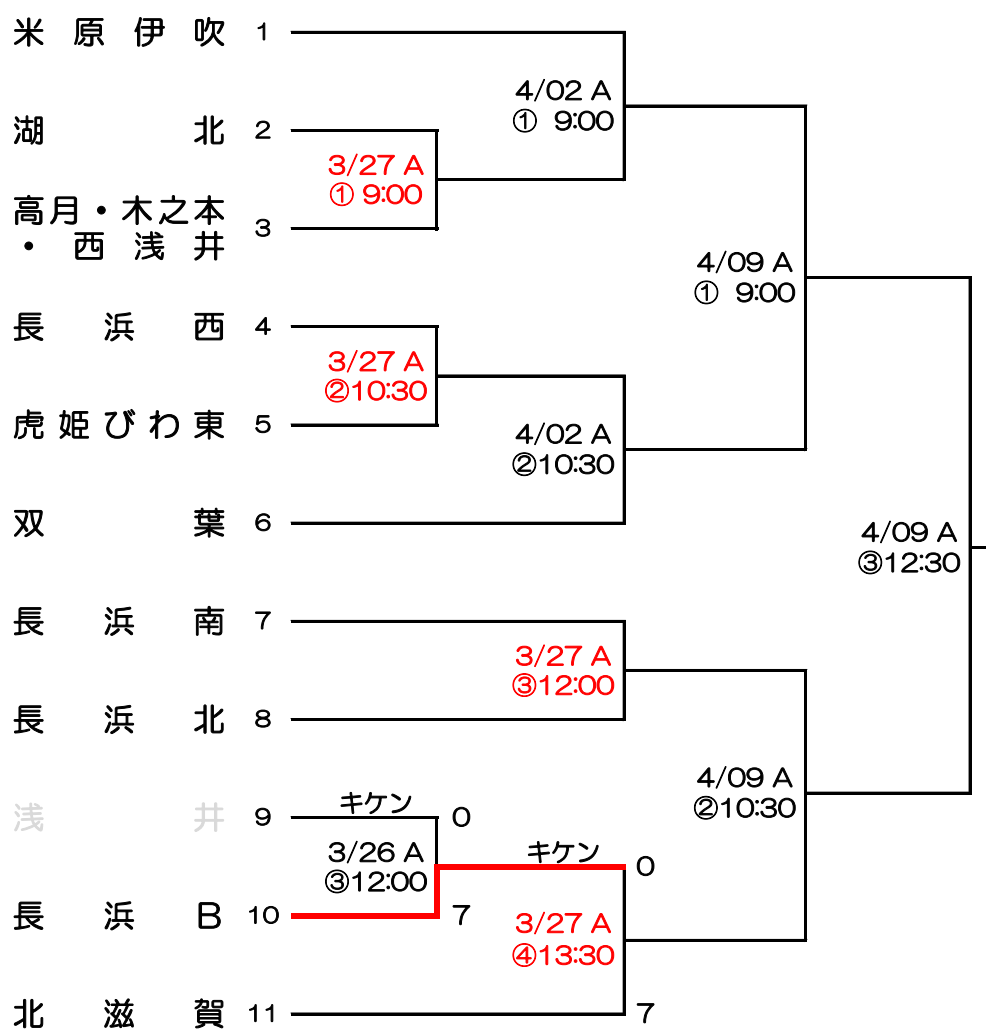 米原伊吹 1
4/02 A
① 9:00
湖北 2
3/27 A
① 9:00
高月・木之本
・西浅井 3
4/09 A
① 9:00
長浜西 4
3/27 A
②10:30
虎姫びわ東 5
4/02 A
②10:30
双葉 6
4/09 A
③12:30
長浜南 7
3/27 A
③12:00
長浜北 8
4/09 A
②10:30
キケン
浅井 9
0
3/26 A
③12:00
キケン
0
長浜B 10
7
3/27 A
④13:30
北滋賀 11
7